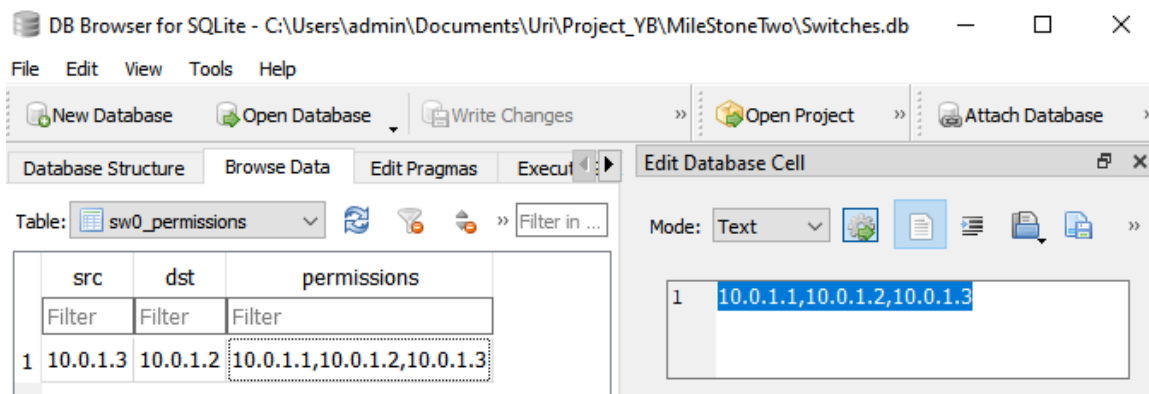 DB Browser for SQLite - C:\Users\admin\Documents\Uri\Project_YB\MileStoneTwo\Switches.db
File Edit View Tools Help
New Database Open Database Write Changes » Open Project » Attach Database
Database Structure Browse Data Edit Pragmas Edit Database Cell
Table: sw0_permissions » Filter in ... Mode: Text »
src dst permissions
Filter Filter Filter
1 10.0.1.1,10.0.1.2,10.0.1.3
1 10.0.1.3 10.0.1.2 10.0.1.1,10.0.1.2,10.0.1.3